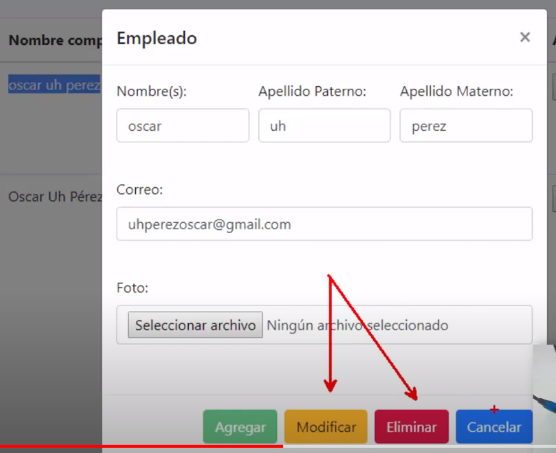 Empleado ×
Nombre comp
oscar uh perez
Nombre(s): Apellido Paterno: Apellido Materno:
oscar uh perez
Correo:
uhperezoscar@gmail.com
Oscar Uh Pérez
Foto:
Seleccionar archivo Ningún archivo seleccionado
Agregar Modificar Eliminar Cancelar